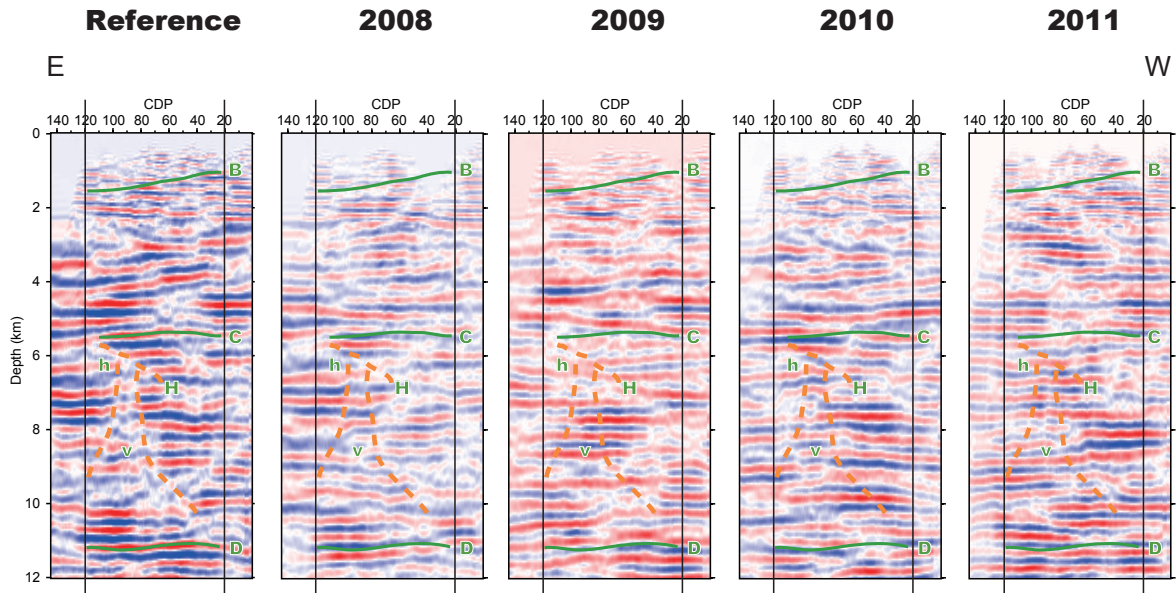 Reference 2008 2009 2010 2011
E W
CDP CDP CDP CDP CDP
140 120 100 80 60 40 20 140 120 100 80 60 40 20 140 120 100 80 60 40 20 140 120 100 80 60 40 20 140 120 100 80 60 40 20
0
B B B B B
2
4
C C C C C
Depth (km)
6
h h h h h
H H H H H
8
v v v v v
10
D D D D D
12